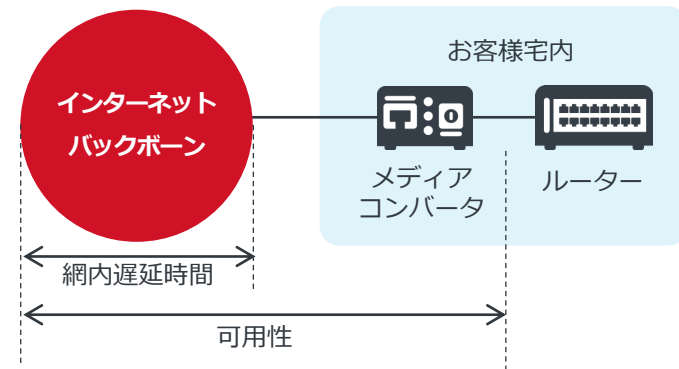 インターネット
バックボーン
お客様宅内
メディア
コンバータ
ルーター
網内遅延時間
可用性